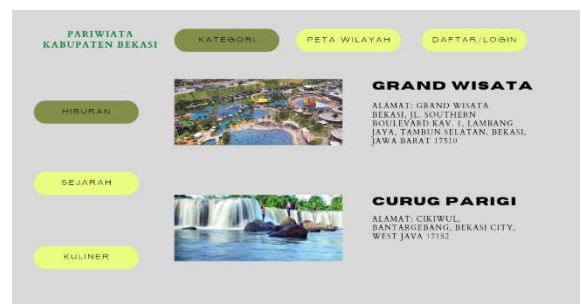 PARIWIATA
KABUPATEN BEKASI
KATEGORI
PETA WILAYAH
DAFTAR/LOGIN
HIBURAN
SEJARAH
KULINER
GRAND WISATA
ALAMAT: GRAND WISATA
BEKASI, JL. SOUTHERN
BOULEVARD KAV. 1, LAMBANG
JAYA, TAMBUN SELATAN, BEKASI,
JAWA BARAT 17510
CURUG PARIGI
ALAMAT: CIKIWUL,
BANTARGEBANG, BEKASI CITY,
WEST JAVA 17152